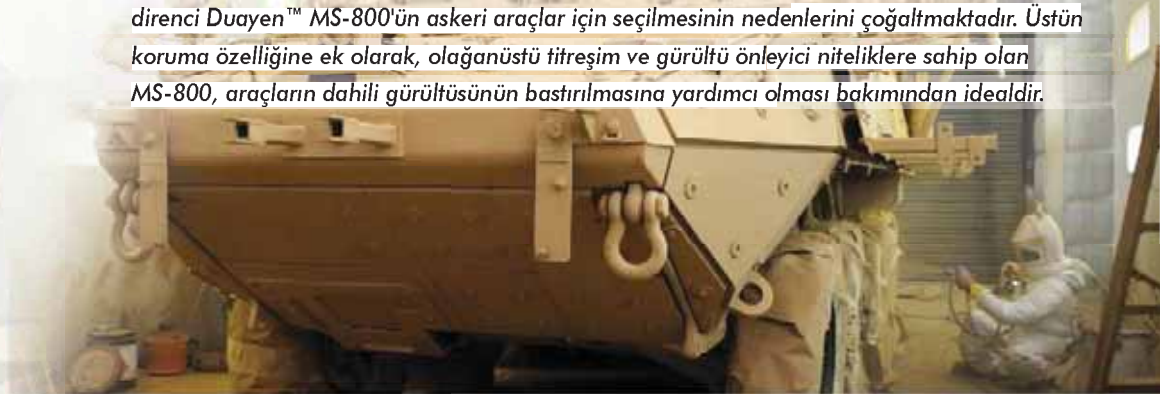 direnci Duayen™ MS-800'ün askeri araçlar için seçilmesinin nedenlerini çoğaltmaktadır. Üstün
koruma özelliğine ek olarak, olağanüstü titreşim ve gürültü önleyici niteliklere sahip olan
MS-800, araçların dahili gürültüsünün bastırılmasına yardımcı olması bakımından idealdir.